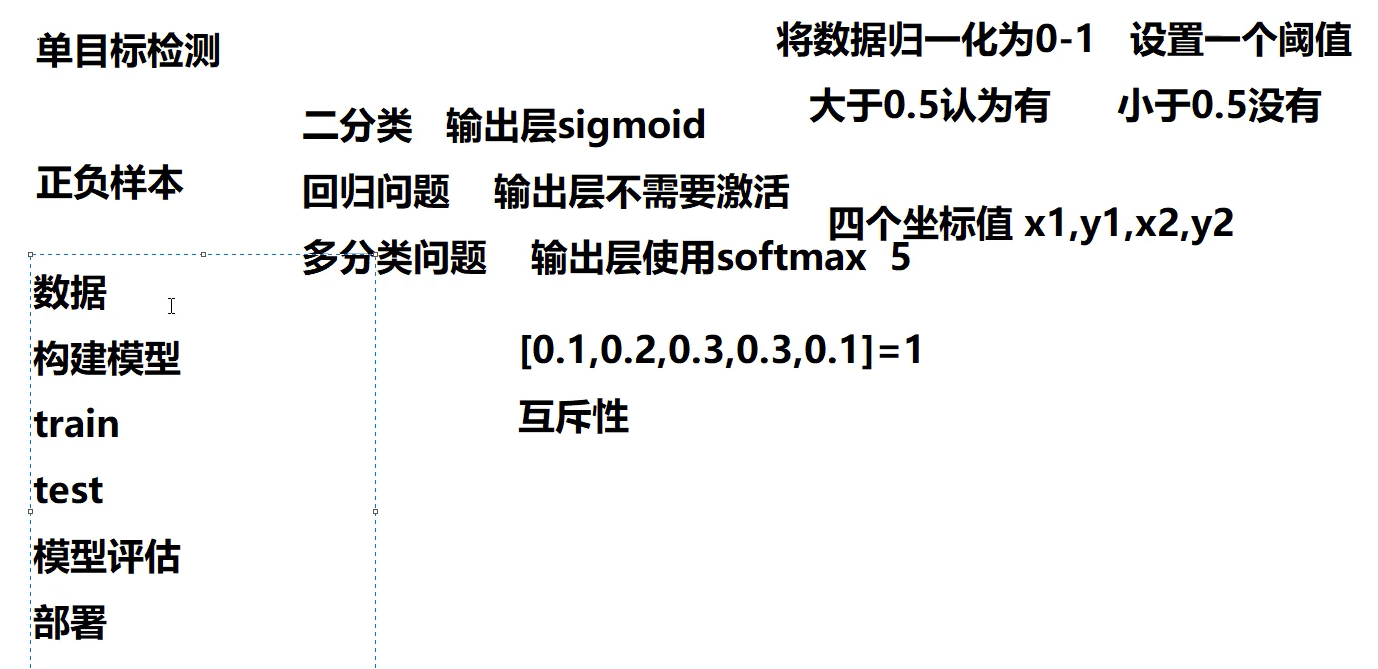 单目标检测
将数据归一化为0-1 设置一个阈值
大于0.5认为有 小于0.5没有
二分类 输出层sigmoid
正负样本
回归问题 输出层不需要激活
四个坐标值 x1,y1,x2,y2
多分类问题 输出层使用softmax 5
数据
[0.1,0.2,0.3,0.3,0.1]=1
构建模型
互斥性
train
test
模型评估
部署